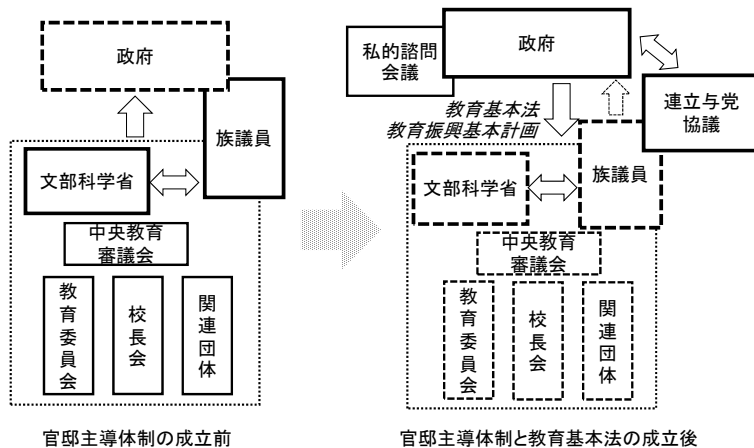 政府
族議員
文部科学省
中央教育
審議会
教育委員会
校長会
関連団体
官邸主導体制の成立前
私的諮問
会議
政府
連立与党
協議
教育基本法
教育振興基本計画
族議員
文部科学省
中央教育
審議会
教育委員会
校長会
関連団体
官邸主導体制と教育基本法の成立後